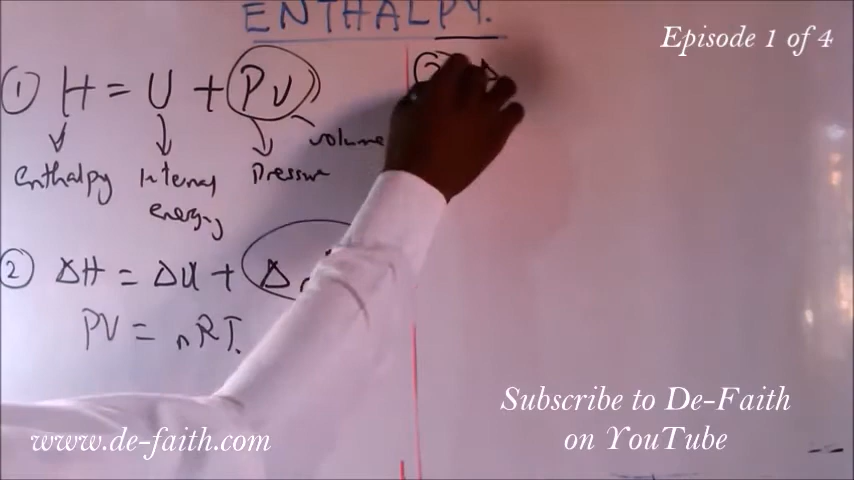 ENTHALPY.
Episode 1 of 4
① H = U + PV
Enthalpy
Internal energy
Pressure
volume
② ΔH = ΔU + Δ
PV = nRT.
Subscribe to De-Faith
on YouTube
www.de-faith.com